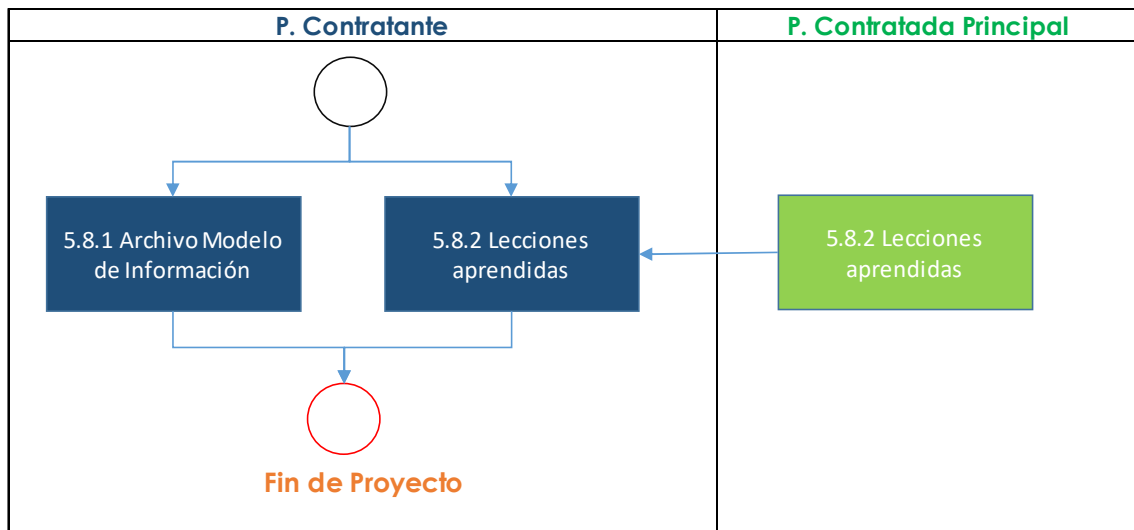 P. Contratante
P. Contratada Principal
5.8.1 Archivo Modelo
de Información
5.8.2 Lecciones
aprendidas
5.8.2 Lecciones
aprendidas
Fin de Proyecto